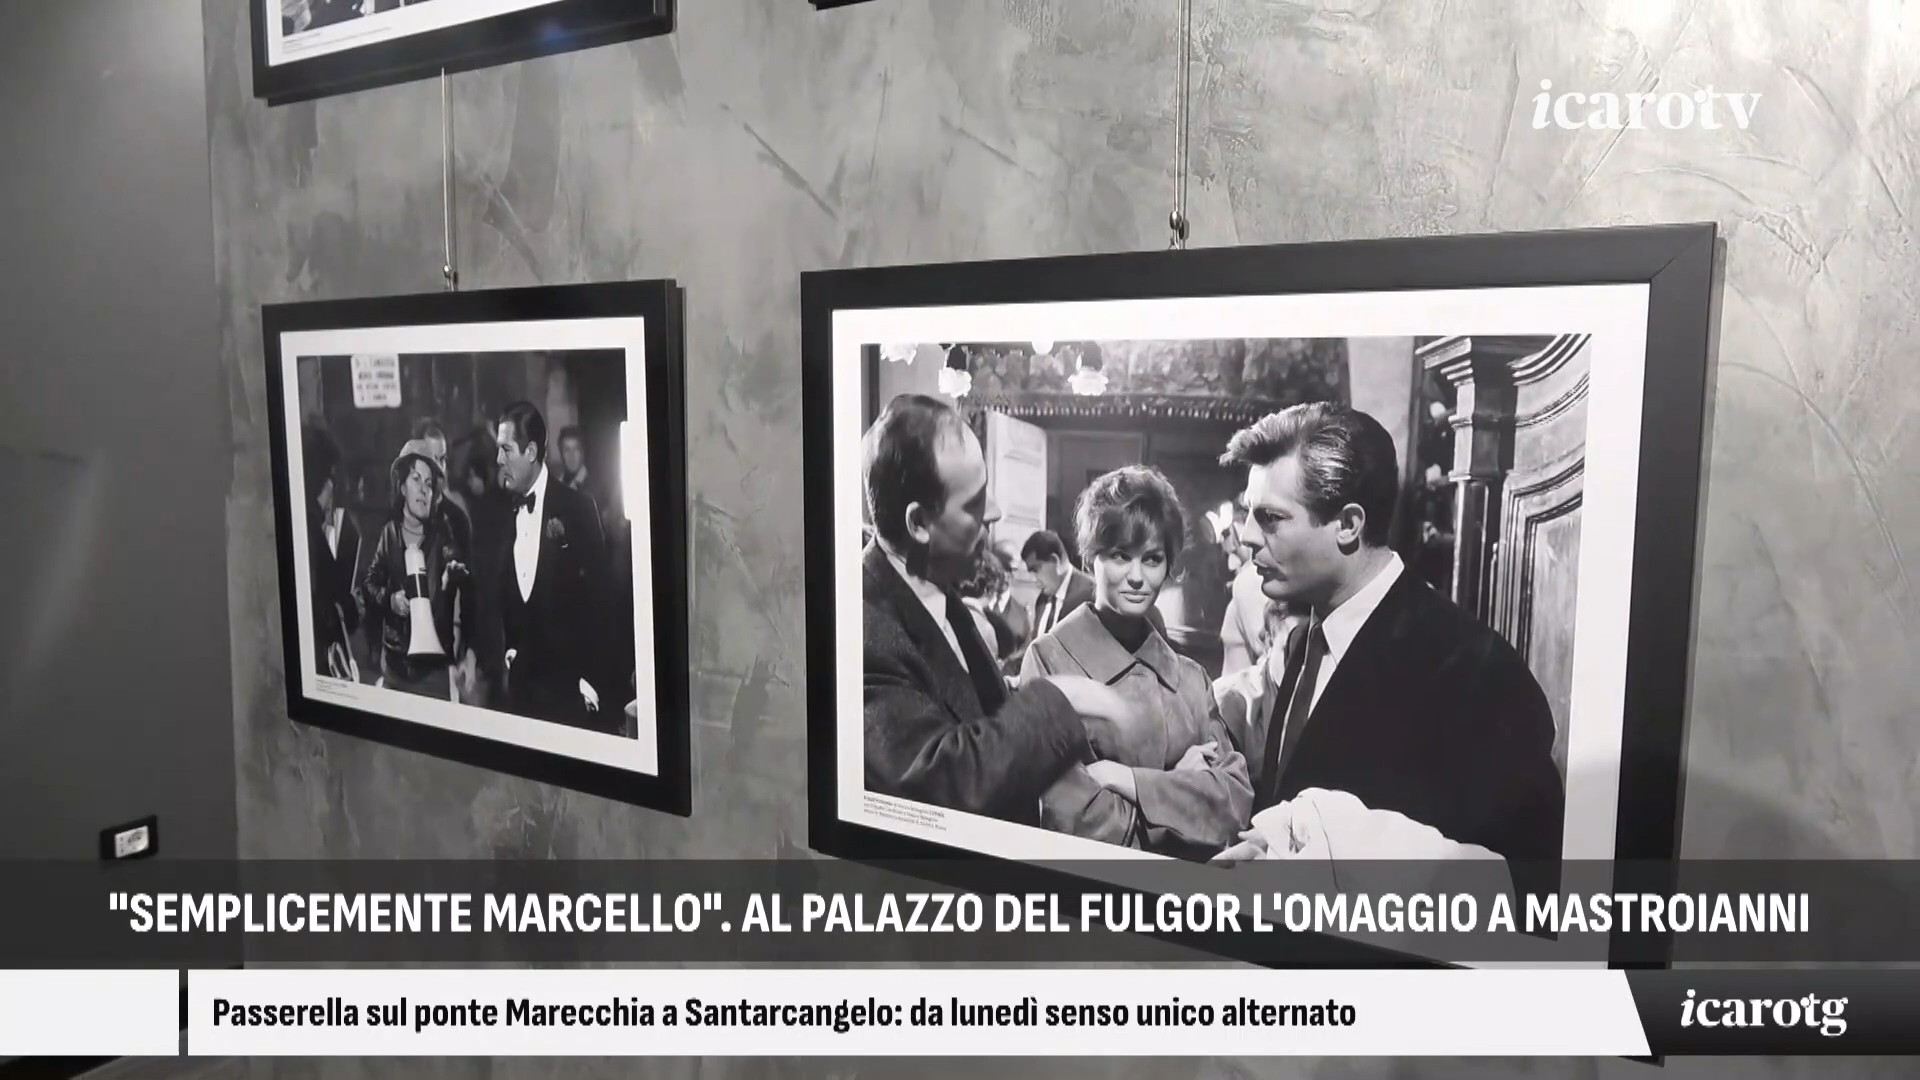 icarotv
"SEMPLICEMENTE MARCELLO". AL PALAZZO DEL FULGOR L'OMAGGIO A MASTROIANNI
Passerella sul ponte Marecchia a Santarcangelo: da lunedì senso unico alternato
icarotg